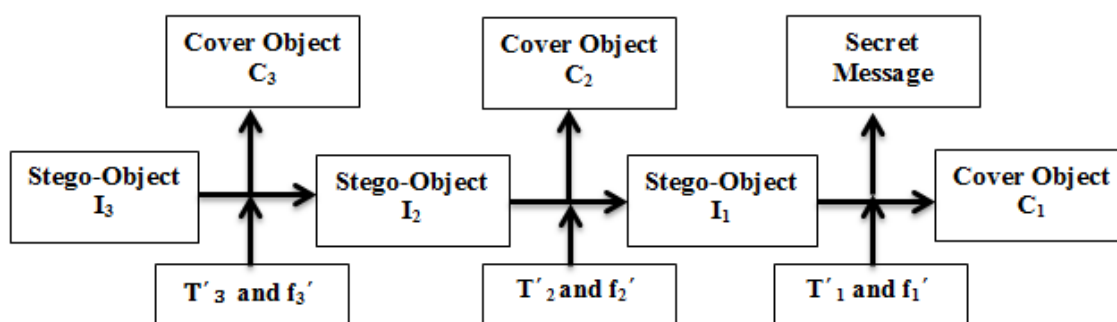 Cover Object
C₃
Cover Object
C₂
Secret
Message
Stego-Object
I₃
Stego-Object
I₂
Stego-Object
I₁
Cover Object
C₁
T′₃ and f₃′
T′₂ and f₂′
T′₁ and f₁′